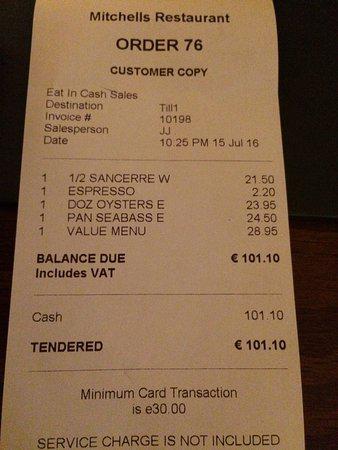 Mitchells Restaurant
ORDER 76
CUSTOMER COPY
Eat In Cash Sales
Destination Till1
Invoice # 10198
Salesperson JJ
Date 10:25 PM 15 Jul 16
1 1/2 SANCERRE W 21.50
1 ESPRESSO 2.20
1 DOZ OYSTERS E 23.95
1 PAN SEABASS E 24.50
1 VALUE MENU 28.95
BALANCE DUE € 101.10
Includes VAT
Cash 101.10
TENDERED € 101.10
Minimum Card Transaction
is e30.00
SERVICE CHARGE IS NOT INCLUDED